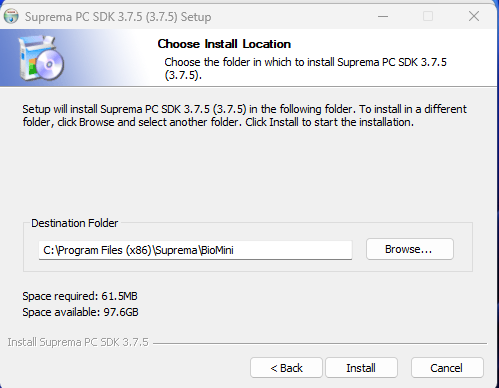 Suprema PC SDK 3.7.5 (3.7.5) Setup
Choose Install Location
Choose the folder in which to install Suprema PC SDK 3.7.5
(3.7.5).
Setup will install Suprema PC SDK 3.7.5 (3.7.5) in the following folder. To install in a different
folder, click Browse and select another folder. Click Install to start the installation.
Destination Folder
C:\Program Files (x86)\Suprema\BioMini
Browse...
Space required: 61.5MB
Space available: 97.6GB
Install Suprema PC SDK 3.7.5
< Back
Install
Cancel